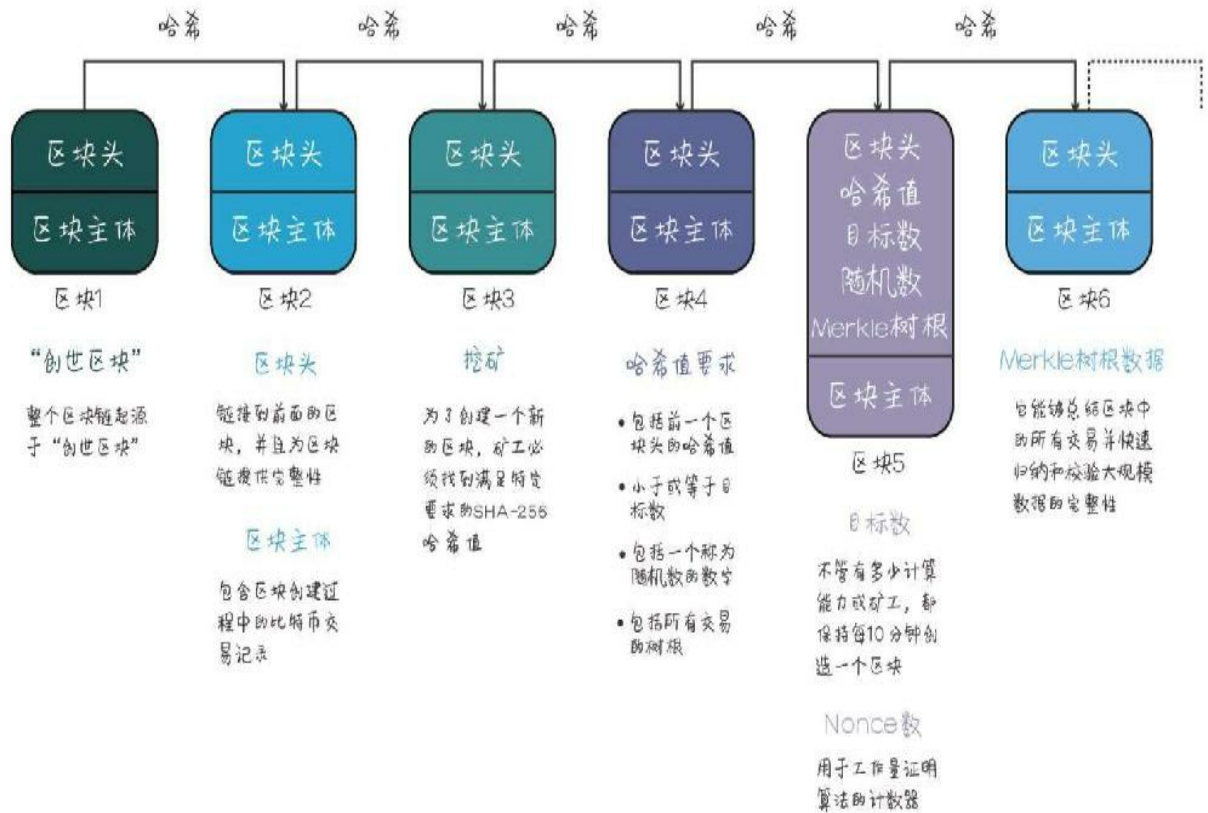 哈希
哈希
哈希
哈希
哈希
区块头
区块主体
区块1
“创世区块”
整个区块链起源
于“创世区块”
区块头
区块主体
区块2
区块头
链接到前面的区
块，并且为区块
链提供完整性
区块主体
包含区块创建过
程中的比特币交
易记录
区块头
区块主体
区块3
挖矿
为了创建一个新
的区块，矿工必
须找到满足特定
要求的SHA-256
哈希值
区块头
区块主体
区块4
哈希值要求
• 包括前一个区
块头的哈希值
• 小于或等于目
标数
• 包括一个称为
随机数的数字
• 包括所有交易
的树根
区块头
哈希值
目标数
随机数
Merkle树根
区块主体
区块5
目标数
不管有多少计算
能力或矿工，都
保持每10分钟创
造一个区块
Nonce数
用于工作量证明
算法的计数器
区块头
区块主体
区块6
Merkle树根数据
它能够总结区块中
的所有交易并快速
归纳和校验大规模
数据的完整性